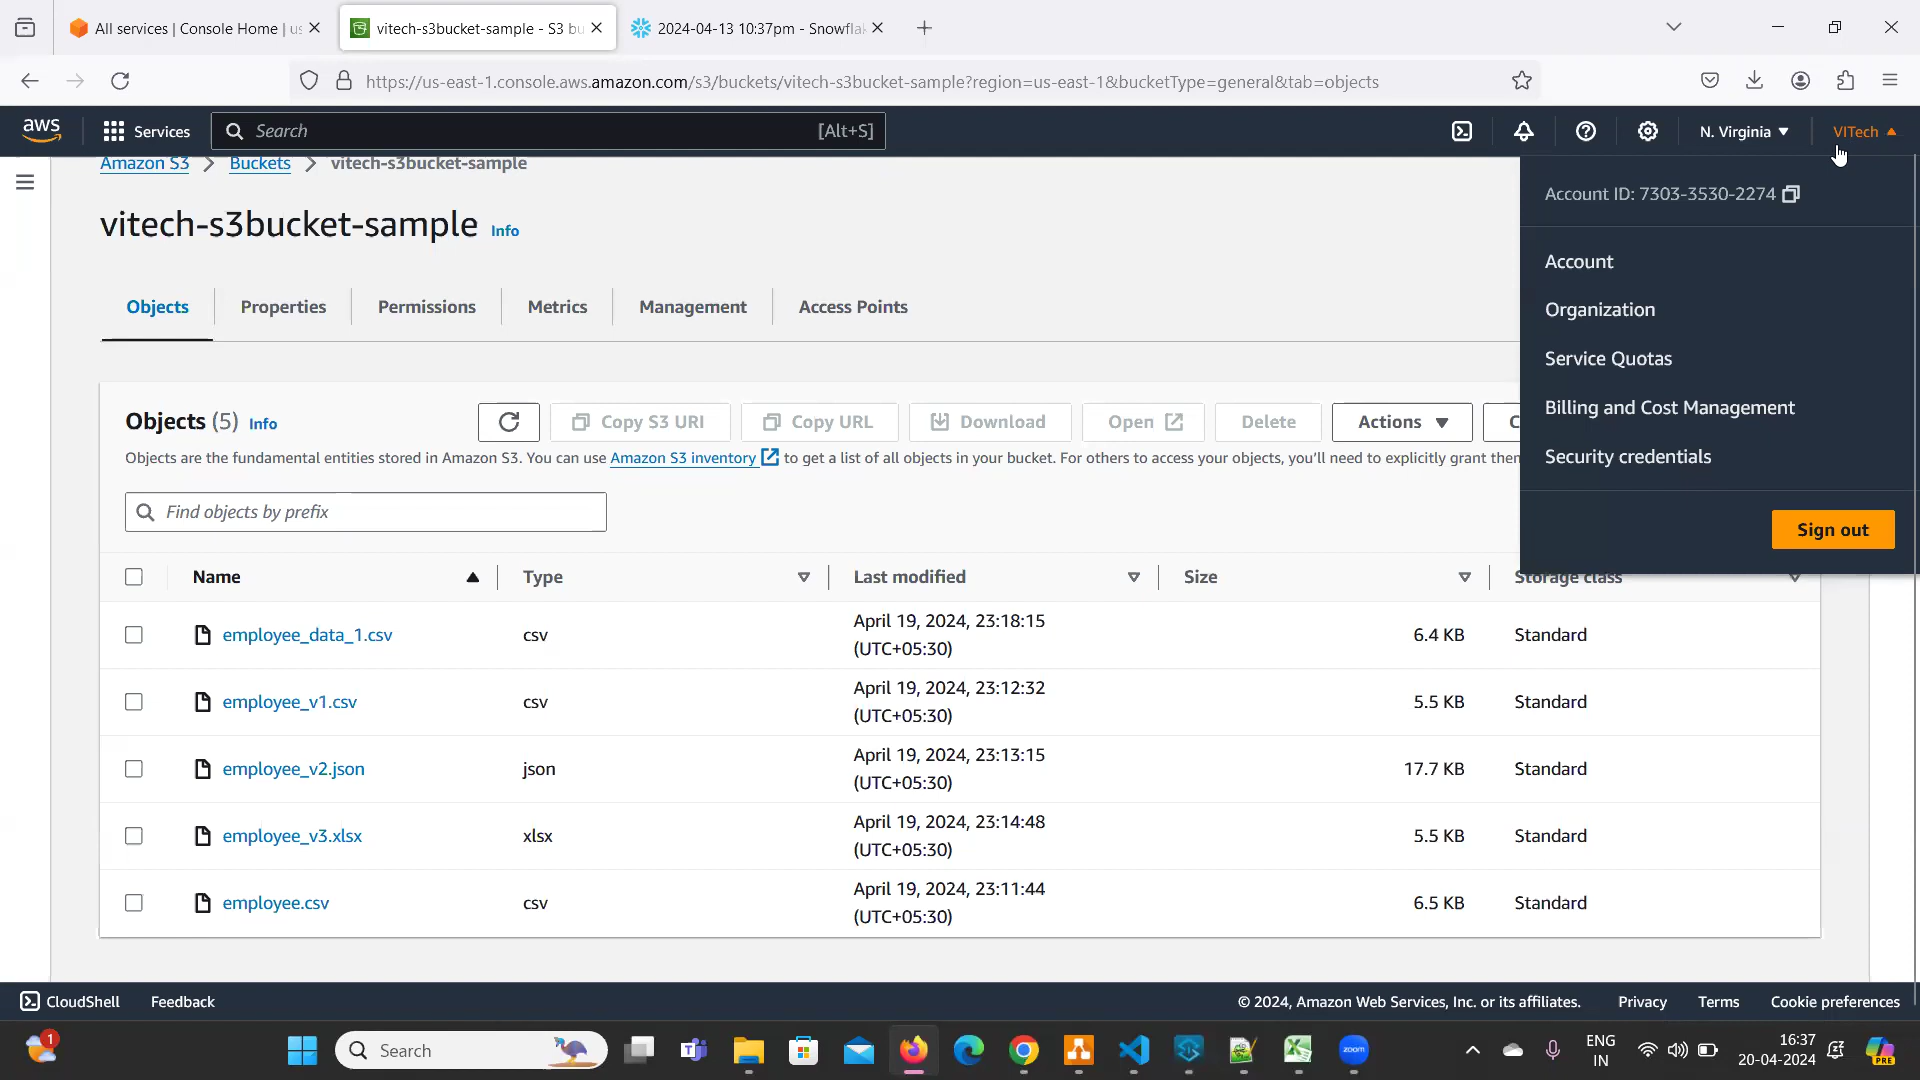 All services | Console Home | us
vitech-s3bucket-sample - S3 bu
2024-04-13 10:37pm - Snowflak
https://us-east-1.console.aws.amazon.com/s3/buckets/vitech-s3bucket-sample?region=us-east-1&bucketType=general&tab=objects
aws
Services
Search
[Alt+S]
N. Virginia
VITech
Amazon S3
Buckets
vitech-s3bucket-sample
Account ID: 7303-3530-2274
vitech-s3bucket-sample Info
Account
Organization
Service Quotas
Billing and Cost Management
Security credentials
Sign out
Objects
Properties
Permissions
Metrics
Management
Access Points
Objects (5) Info
Copy S3 URI
Copy URL
Download
Open
Delete
Actions
C
Objects are the fundamental entities stored in Amazon S3. You can use Amazon S3 inventory to get a list of all objects in your bucket. For others to access your objects, you'll need to explicitly grant then
Find objects by prefix
Name
Type
Last modified
Size
Storage class
employee_data_1.csv
csv
April 19, 2024, 23:18:15
(UTC+05:30)
6.4 KB
Standard
employee_v1.csv
csv
April 19, 2024, 23:12:32
(UTC+05:30)
5.5 KB
Standard
employee_v2.json
json
April 19, 2024, 23:13:15
(UTC+05:30)
17.7 KB
Standard
employee_v3.xlsx
xlsx
April 19, 2024, 23:14:48
(UTC+05:30)
5.5 KB
Standard
employee.csv
csv
April 19, 2024, 23:11:44
(UTC+05:30)
6.5 KB
Standard
CloudShell
Feedback
© 2024, Amazon Web Services, Inc. or its affiliates.
Privacy
Terms
Cookie preferences
1
Search
zoom
ENG
IN
16:37
20-04-2024
PRE